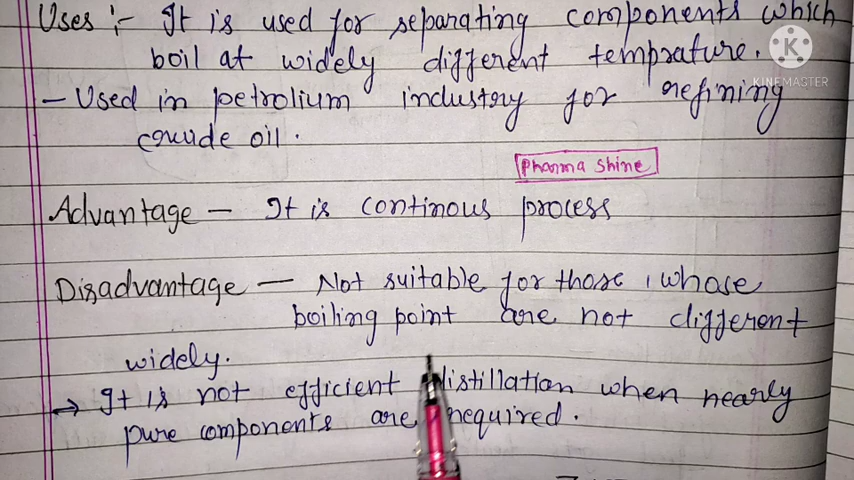 Uses :- It is used for separating components which
boil at widely different temprature.
KINEMASTER
- Used in petrolium industry for refining
crude oil.
Pharma Shine
Advantage - It is continous process
Disadvantage - Not suitable for those, whose
boiling point are not different
widely.
→ It is not efficient distillation when nearly
pure components are required.